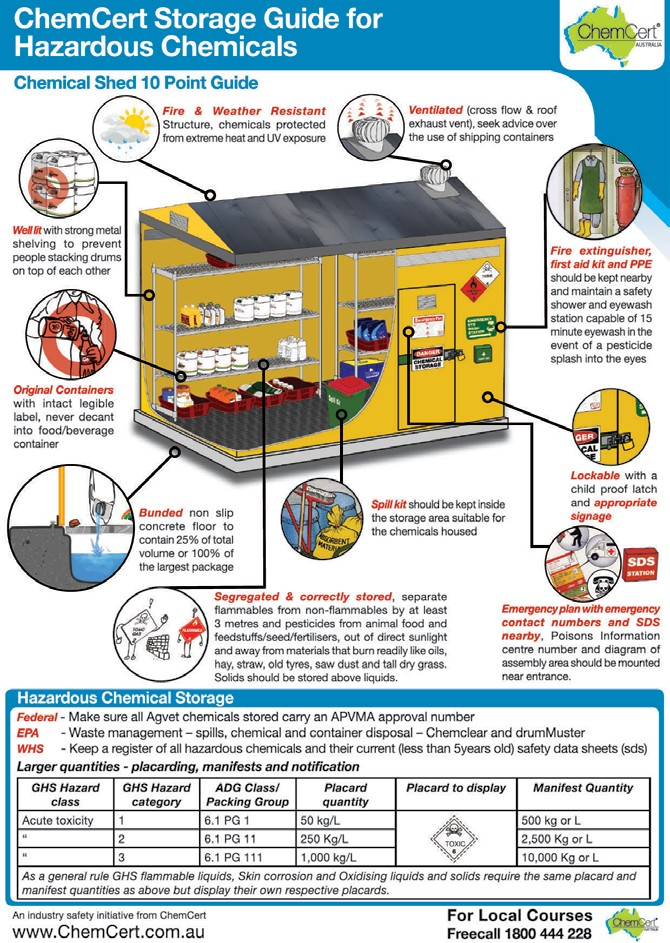 ChemCert Storage Guide for
Hazardous Chemicals
ChemCert®
AUSTRALIA
Chemical Shed 10 Point Guide
Fire & Weather Resistant
Structure, chemicals protected
from extreme heat and UV exposure
Ventilated (cross flow & roof
exhaust vent), seek advice over
the use of shipping containers
Well lit with strong metal
shelving to prevent
people stacking drums
on top of each other
Fire extinguisher,
first aid kit and PPE
should be kept nearby
and maintain a safety
shower and eyewash
station capable of 15
minute eyewash in the
event of a pesticide
splash into the eyes
DANGER
CHEMICAL
STORAGE
Original Containers
with intact legible
label, never decant
into food/beverage
container
Lockable with a
child proof latch
and appropriate
signage
Bunded non slip
concrete floor to
contain 25% of total
volume or 100% of
the largest package
Spill kit should be kept inside
the storage area suitable for
the chemicals housed
ABSORBENT
MATERIAL
SDS
STATION
Segregated & correctly stored, separate
flammables from non-flammables by at least
3 metres and pesticides from animal food and
feedstuffs/seed/fertilisers, out of direct sunlight
and away from materials that burn readily like oils,
hay, straw, old tyres, saw dust and tall dry grass.
Solids should be stored above liquids.
Emergency plan with emergency
contact numbers and SDS
nearby, Poisons Information
centre number and diagram of
assembly area should be mounted
near entrance.
Hazardous Chemical Storage
Federal - Make sure all Agvet chemicals stored carry an APVMA approval number
EPA - Waste management – spills, chemical and container disposal – Chemclear and drumMuster
WHS - Keep a register of all hazardous chemicals and their current (less than 5years old) safety data sheets (sds)
Larger quantities - placarding, manifests and notification
GHS Hazard class GHS Hazard category ADG Class/ Packing Group Placard quantity Placard to display Manifest Quantity
Acute toxicity 1 6.1 PG 1 50 kg/L 500 kg or L
“ 2 6.1 PG 11 250 Kg/L 2,500 Kg or L
TOXIC
6
“ 3 6.1 PG 111 1,000 kg/L 10,000 Kg or L
As a general rule GHS flammable liquids, Skin corrosion and Oxidising liquids and solids require the same placard and
manifest quantities as above but display their own respective placards.
An industry safety initiative from ChemCert
www.ChemCert.com.au
For Local Courses
Freecall 1800 444 228
ChemCert